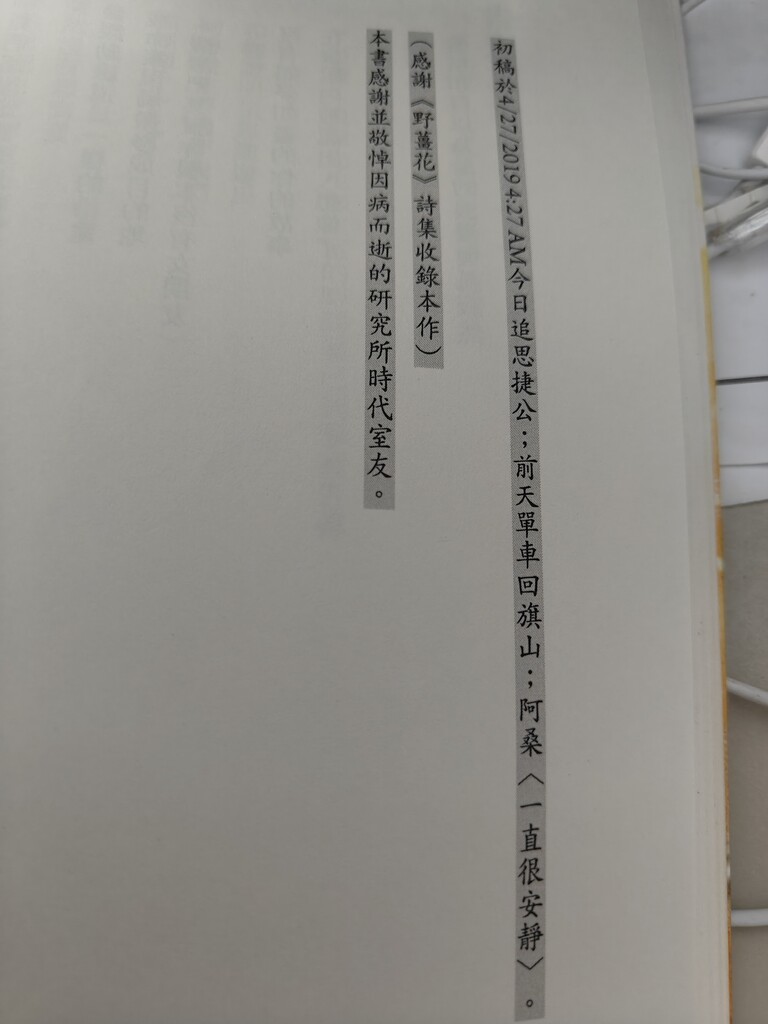 初稿於4/27/2019 4:27 AM今日追思捷公；前天單車回旗山；阿桑〈一直很安靜〉。
（感謝《野薑花》詩集收錄本作）
本書感謝並敬悼因病而逝的研究所時代室友。